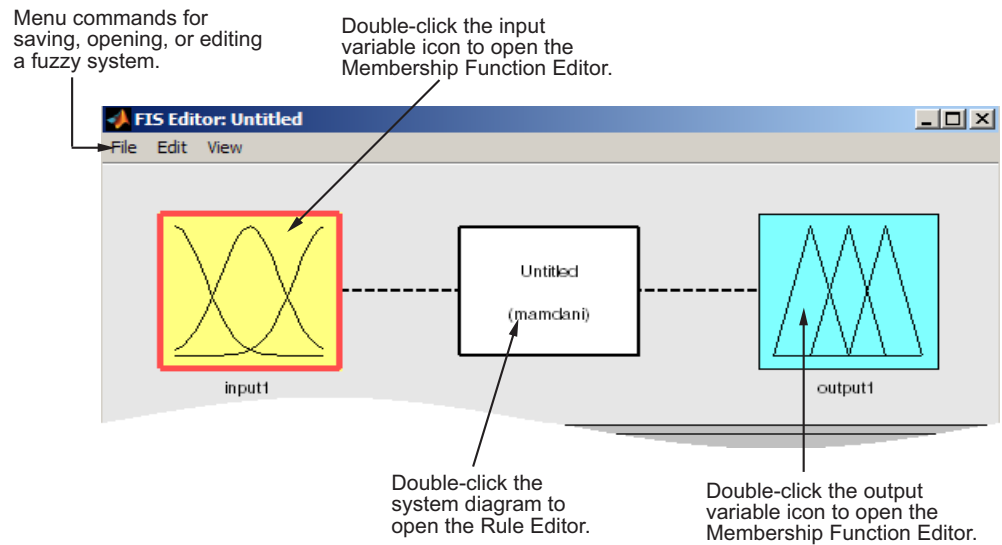 Menu commands for
saving, opening, or editing
a fuzzy system.
Double-click the input
variable icon to open the
Membership Function Editor.
FIS Editor: Untitled
File Edit View
Untitled
(mamdani)
input1
output1
Double-click the
system diagram to
open the Rule Editor.
Double-click the output
variable icon to open the
Membership Function Editor.